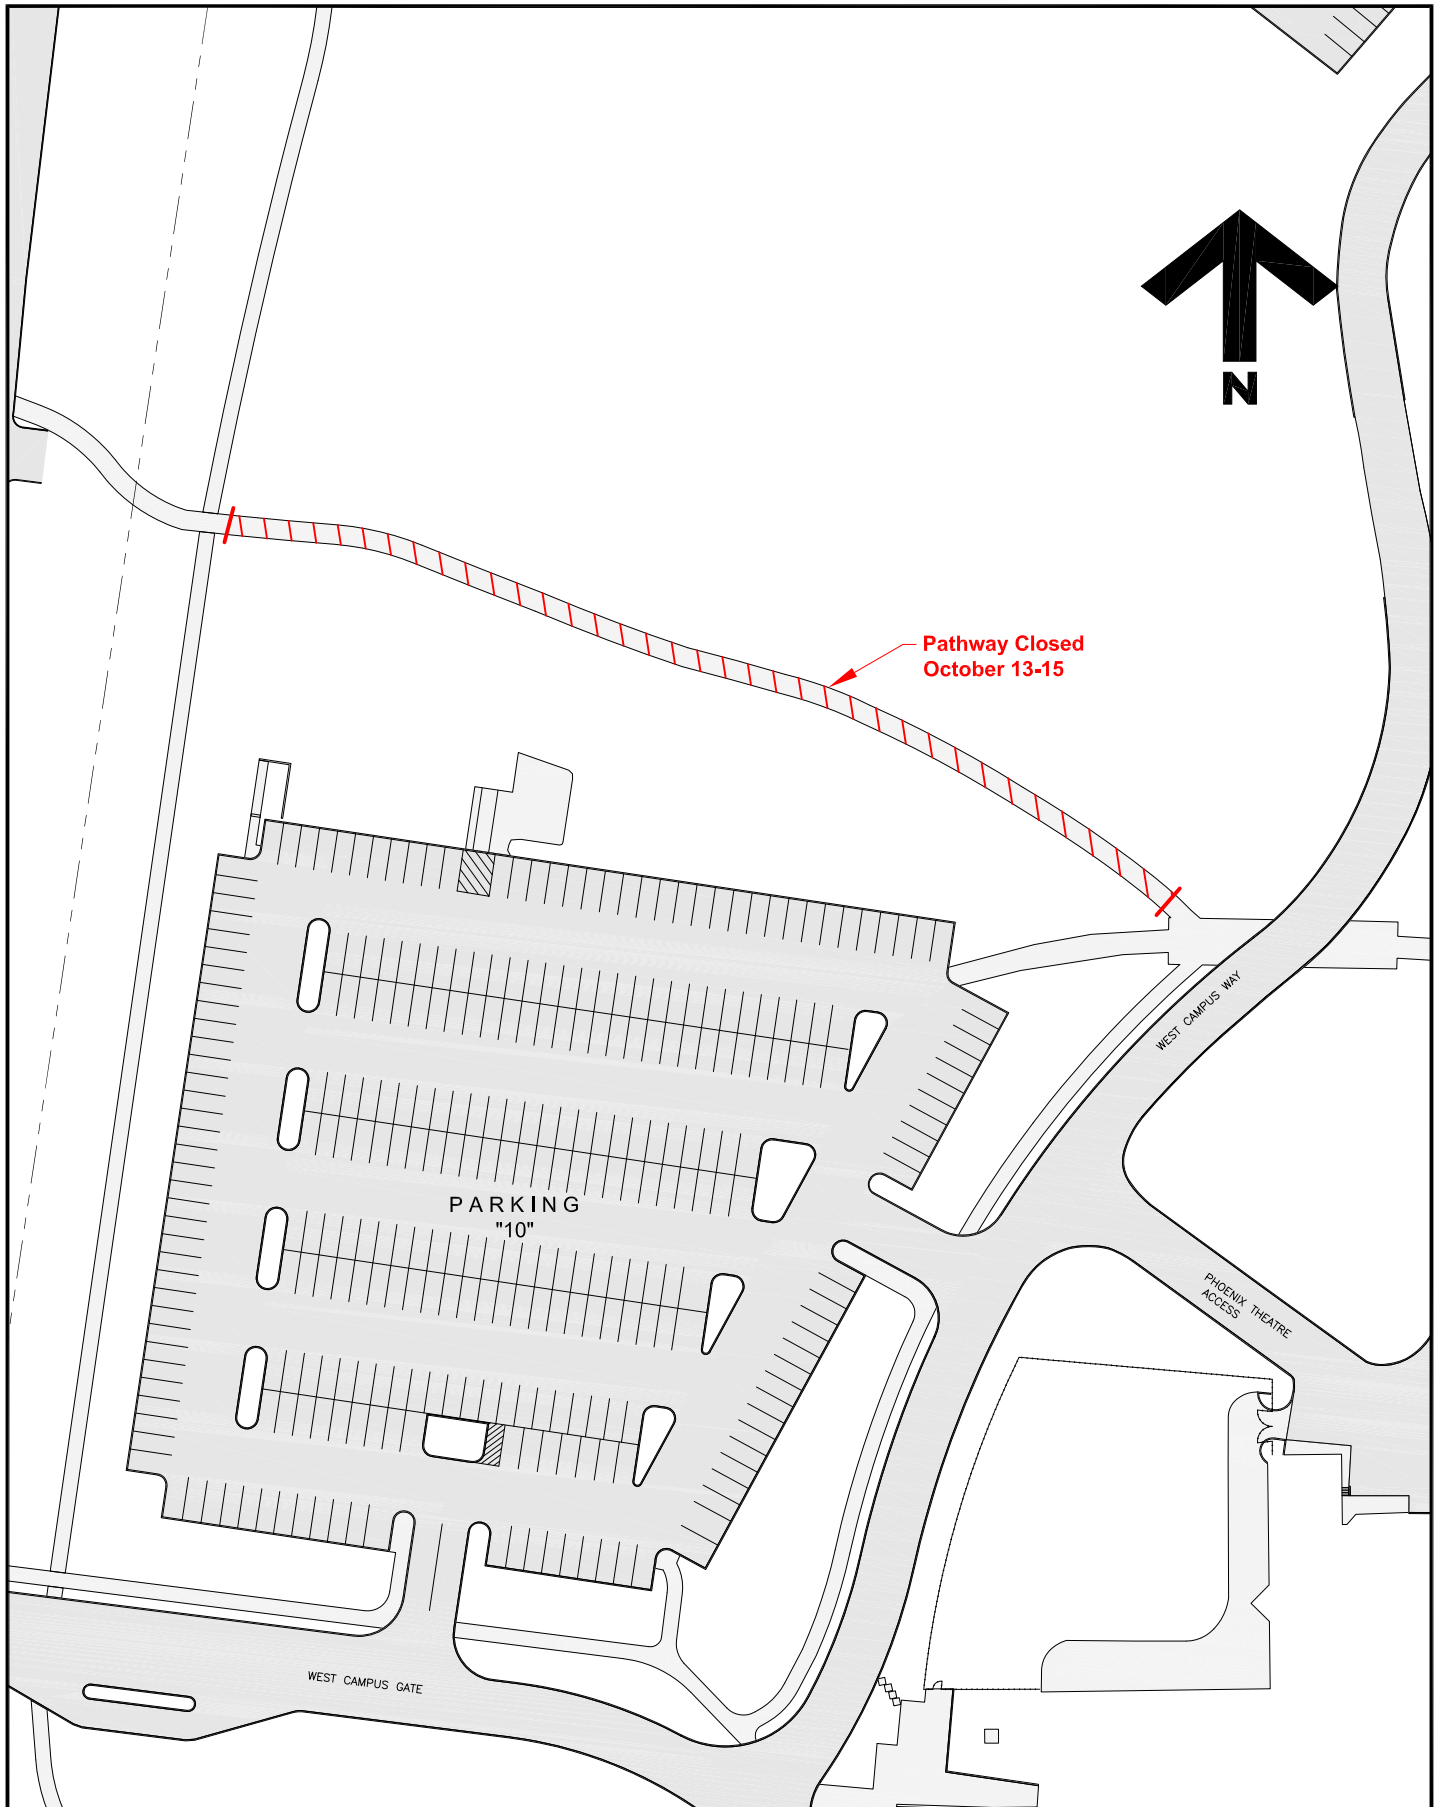 N
Pathway Closed
October 13-15
WEST CAMPUS WAY
PARKING
"10"
PHOENIX THEATRE
ACCESS
WEST CAMPUS GATE